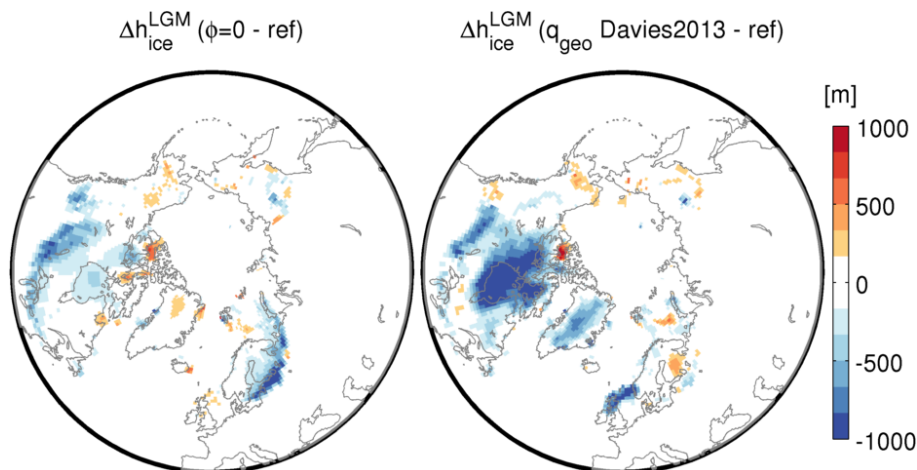 Δh_ice^LGM (ϕ=0 - ref)
Δh_ice^LGM (q_geo Davies2013 - ref)
[m]
1000
500
0
-500
-1000